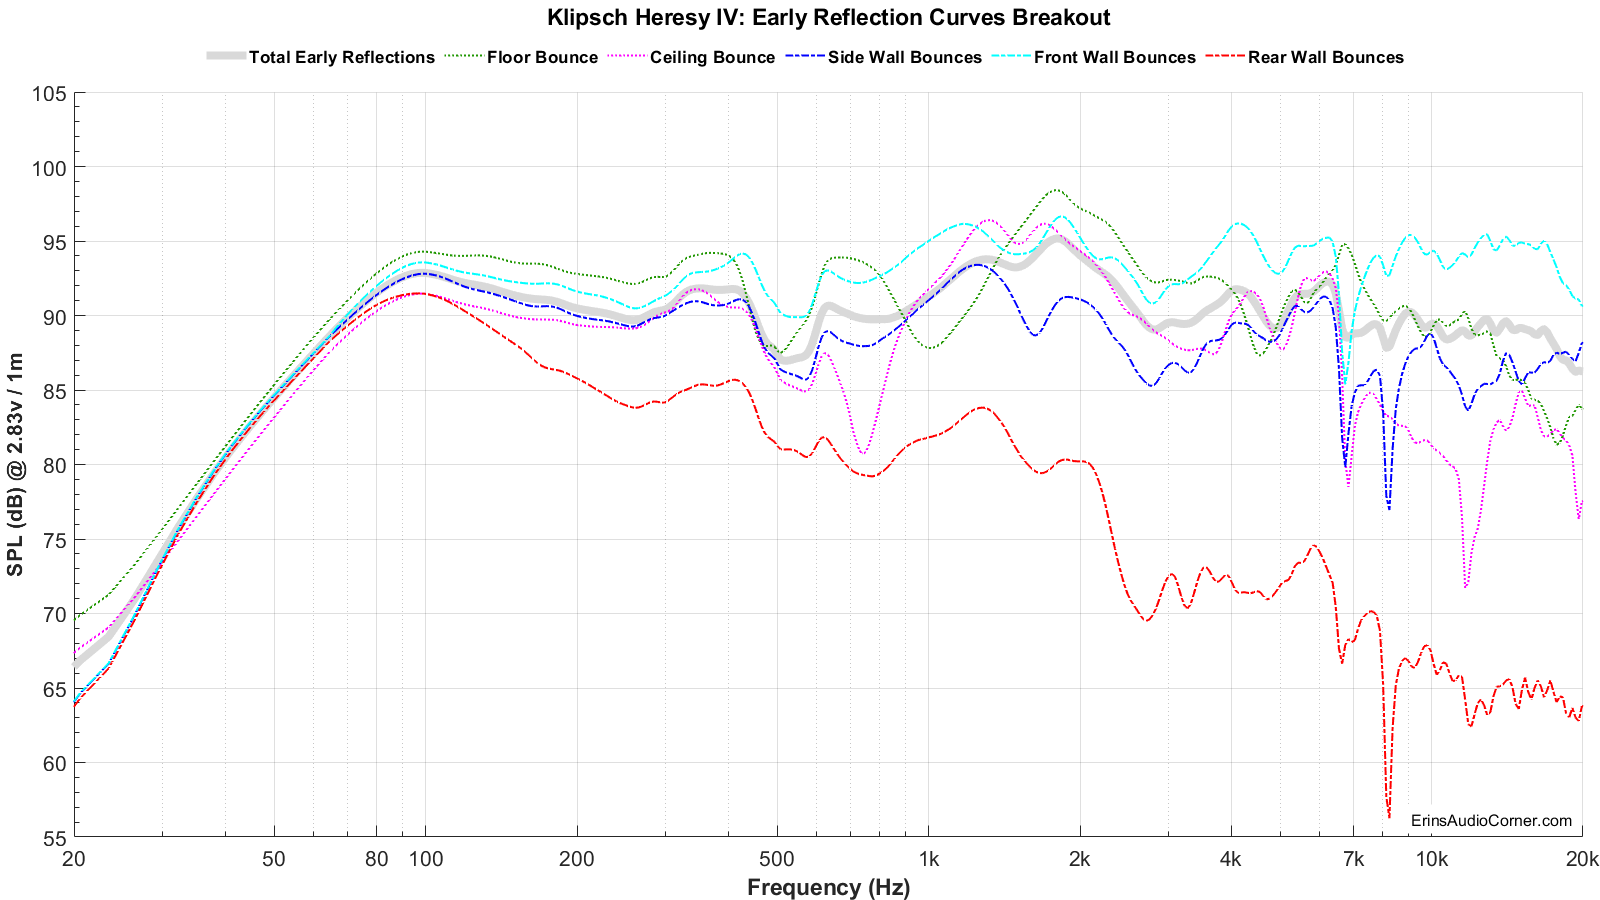 Klipsch Heresy IV: Early Reflection Curves Breakout
Total Early Reflections Floor Bounce Ceiling Bounce Side Wall Bounces Front Wall Bounces Rear Wall Bounces
105
100
95
90
85
80
75
70
65
60
55
SPL (dB) @ 2.83v / 1m
ErinsAudioCorner.com
20 50 80 100 200 500 1k 2k 4k 7k 10k 20k
Frequency (Hz)